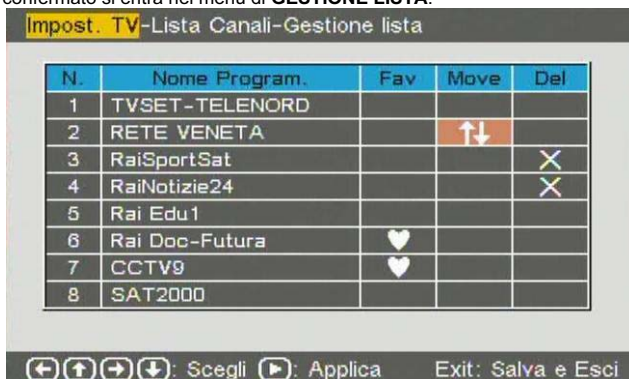 confermato si entra nel menu di GESTIONE LISTA.
Impost. TV-Lista Canali-Gestione lista
N. Nome Program. Fav Move Del
1 TVSET-TELENORD
2 RETE VENETA
3 RaiSportSat
4 RaiNotizie24
5 Rai Edu1
6 Rai Doc-Futura
7 CCTV9
8 SAT2000
: Scegli : Applica Exit: Salva e Esci